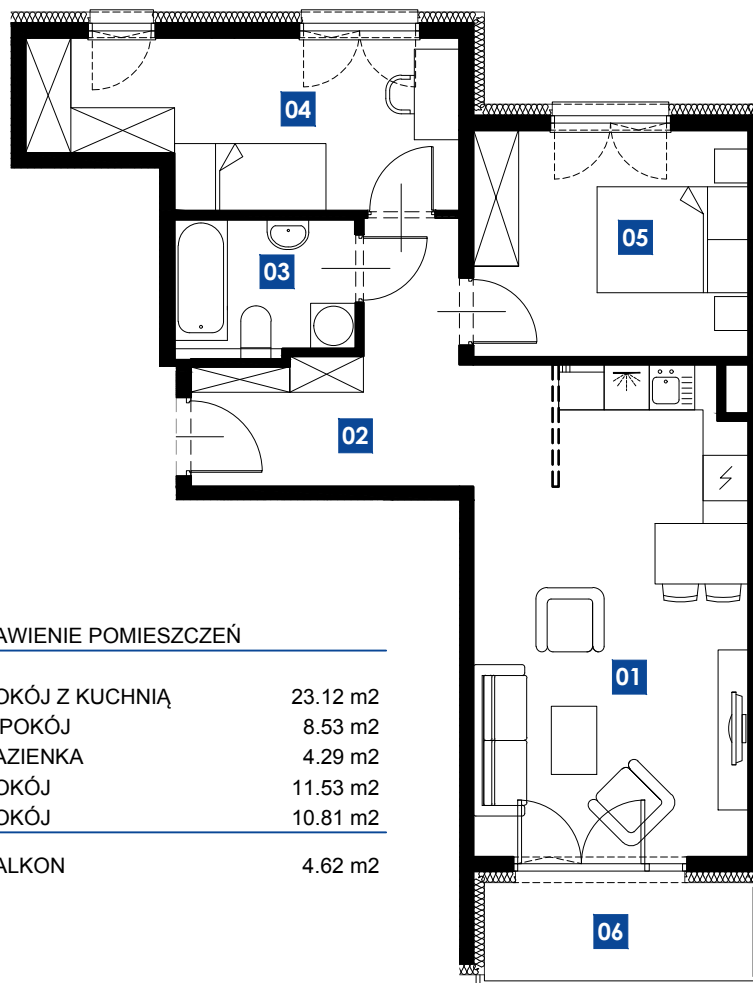 04
05
03
02
01
06
AWIENIE POMIESZCZEŃ
OKÓJ Z KUCHNIĄ 23.12 m2
POKÓJ 8.53 m2
AZIENKA 4.29 m2
OKÓJ 11.53 m2
OKÓJ 10.81 m2
ALKON 4.62 m2